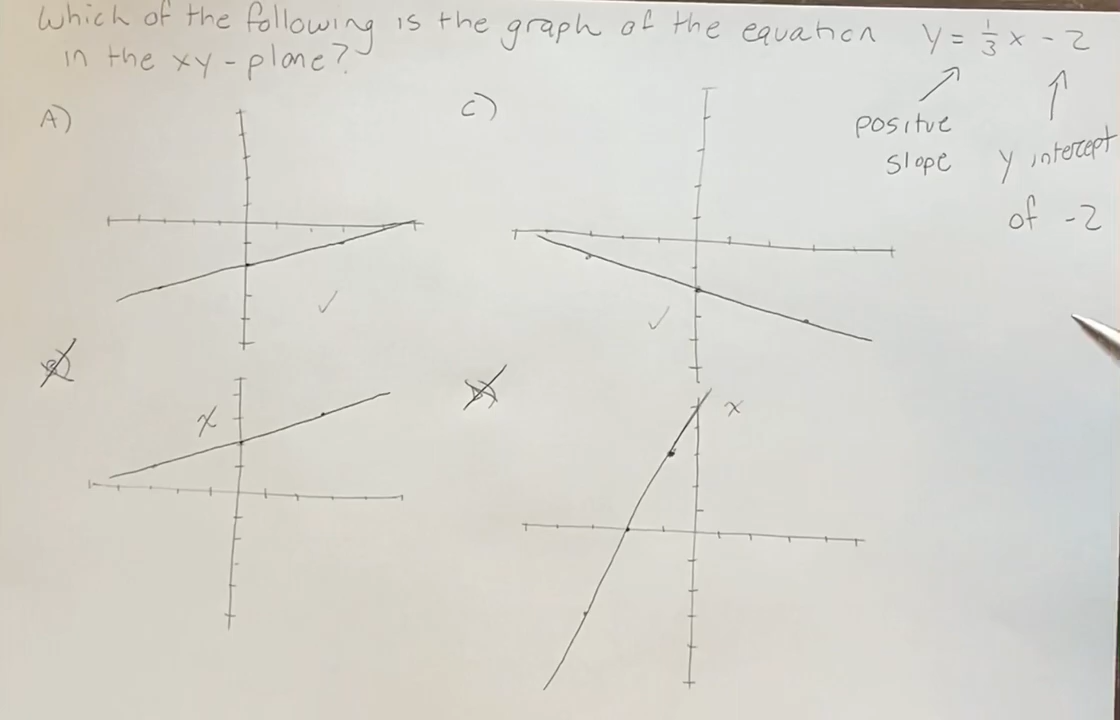 Which of the following is the graph of the equation y = 1/3 x - 2
in the xy-plane?
A)
C)
positve
slope
y intercept
of -2
✓
✓
B)
D)
x
x